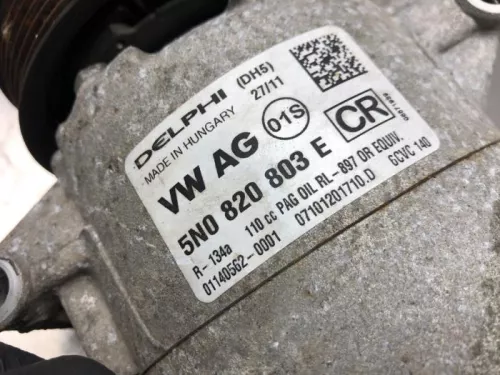 DELPHI (DH5)
MADE IN HUNGARY 27/11
VW AG 01S CR
5N0 820 803 E
R-134a 110 cc PAG OIL RL-897 OR EQUIV.
01140562-0001 07191201710.D GCVC 140